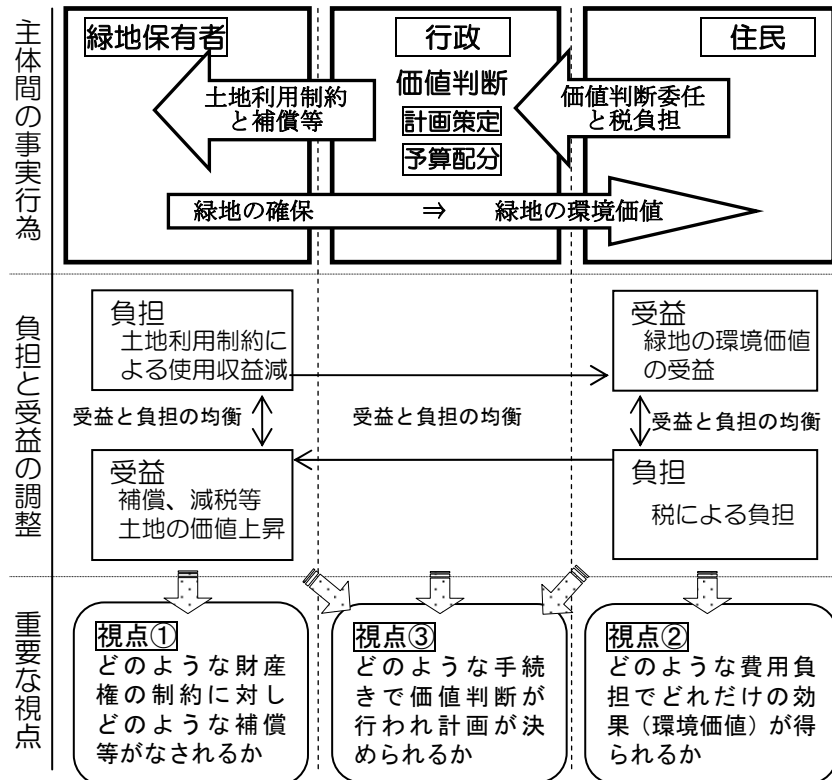 主体間の事実行為
緑地保有者
行政
住民
土地利用制約
と補償等
価値判断
計画策定
予算配分
価値判断委任
と税負担
緑地の確保 ⇒ 緑地の環境価値
負担と受益の調整
負担
土地利用制約に
よる使用収益減
受益
緑地の環境価値
の受益
受益と負担の均衡
受益と負担の均衡
受益と負担の均衡
受益
補償、減税等
土地の価値上昇
負担
税による負担
重要な視点
視点①
どのような財産
権の制約に対し
どのような補償
等がなされるか
視点③
どのような手続
きで価値判断が
行われ計画が決
められるか
視点②
どのような費用負
担でどれだけの効
果（環境価値）が得
られるか